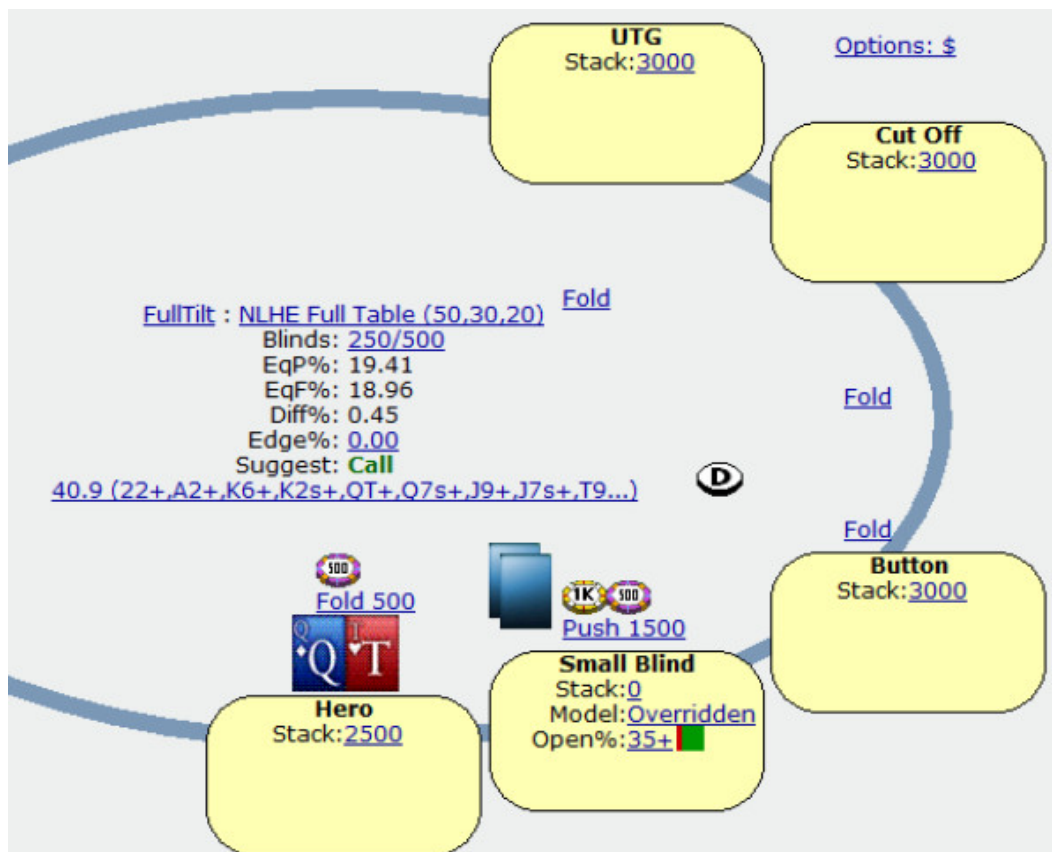 UTG
Stack:3000
Options: $
Cut Off
Stack:3000
Fold
FullTilt : NLHE Full Table (50,30,20)
Blinds: 250/500
EqP%: 19.41
EqF%: 18.96
Diff%: 0.45
Edge%: 0.00
Suggest: Call
40.9 (22+,A2+,K6+,K2s+,QT+,Q7s+,J9+,J7s+,T9...)
Fold
D
Fold
Button
Stack:3000
500
Fold 500
Q Q T
1K 500
Push 1500
Small Blind
Stack:0
Model:Overridden
Open%:35+
Hero
Stack:2500